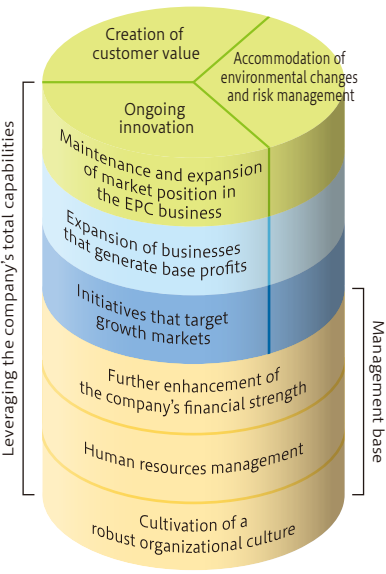 Creation of
customer value
Accommodation of
environmental changes
and risk management
Ongoing
innovation
Maintenance and expansion
of market position in
the EPC business
Expansion of businesses
that generate base profits
Initiatives that target
growth markets
Further enhancement of
the company’s financial strength
Human resources management
Cultivation of a
robust organizational culture
Leveraging the company’s total capabilities
Management base